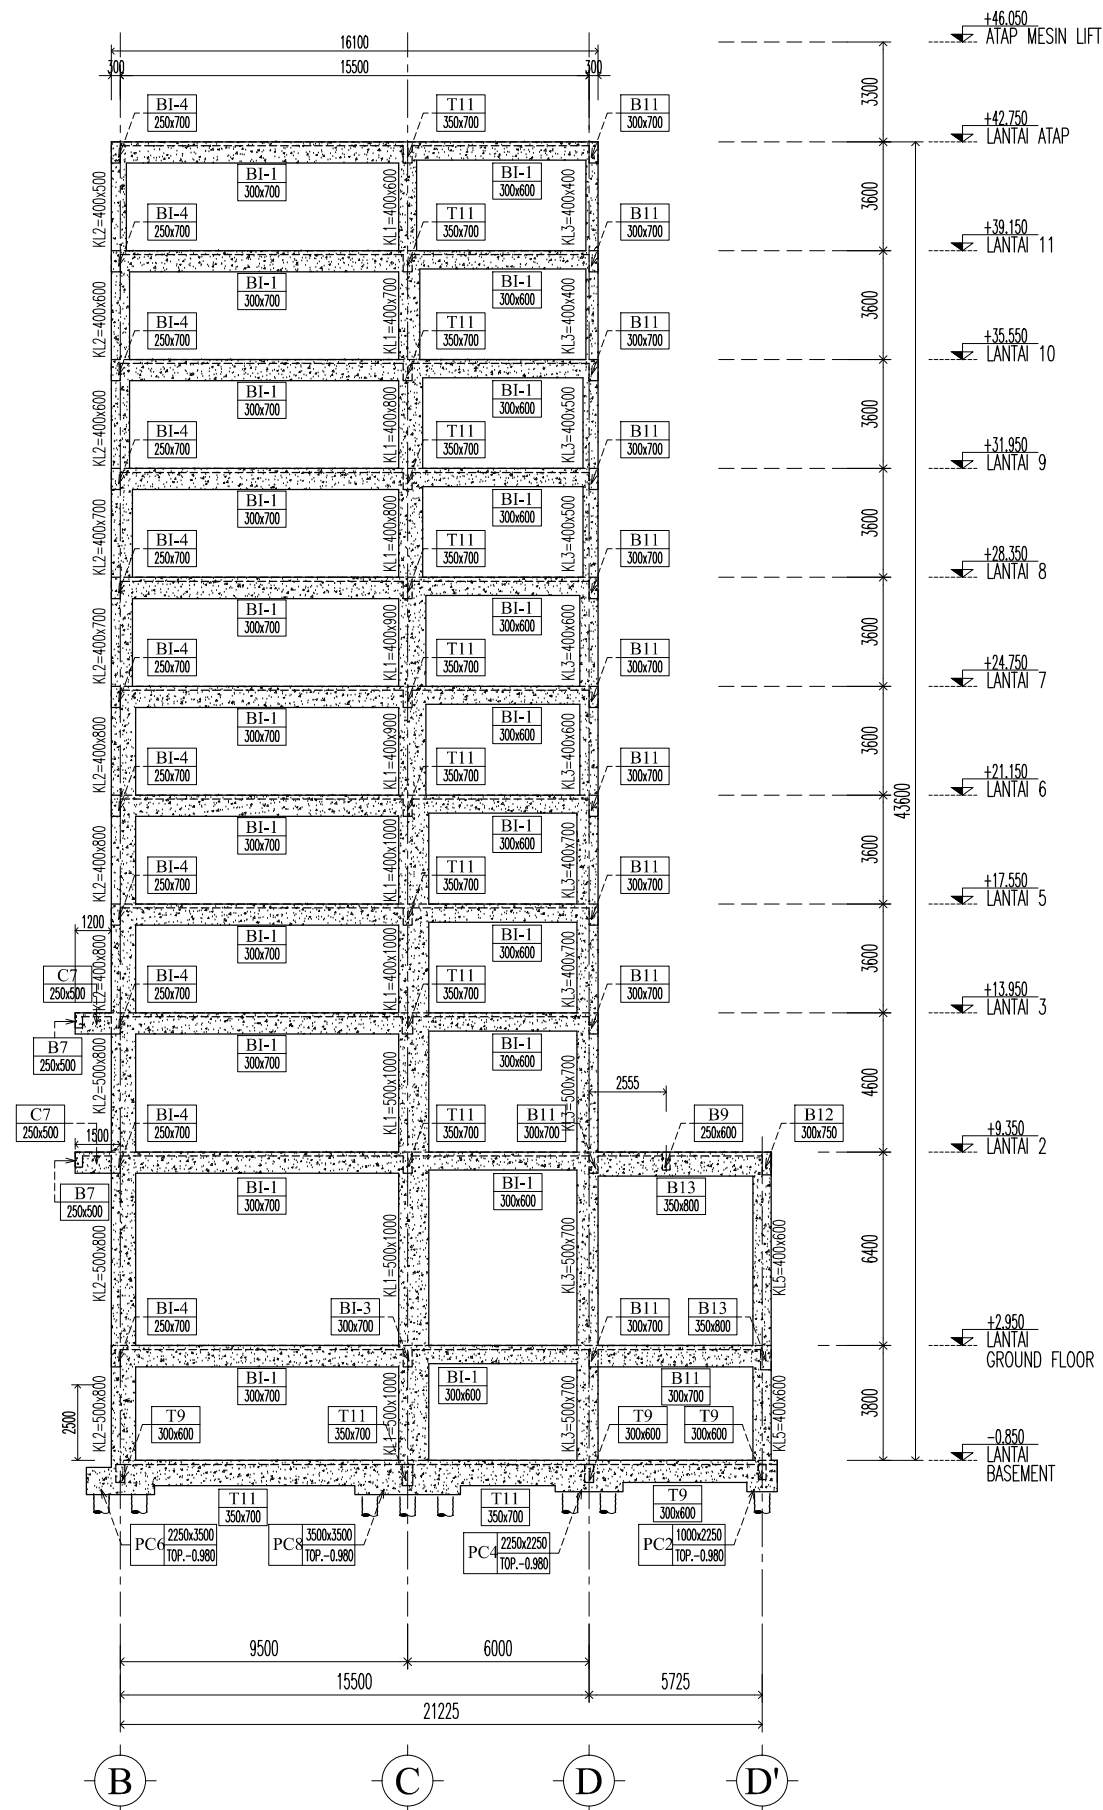 +46.050
ATAP MESIN LIFT
16100
300
15500
300
3300
BI-4
250x700
T11
350x700
B11
300x700
+42.750
LANTAI ATAP
KL2=400x500
BI-1
300x700
KL1=400x600
BI-1
300x600
KL3=400x400
3600
BI-4
250x700
T11
350x700
B11
300x700
+39.150
LANTAI 11
KL2=400x600
BI-1
300x700
KL1=400x700
BI-1
300x600
KL3=400x400
3600
BI-4
250x700
T11
350x700
B11
300x700
+35.550
LANTAI 10
KL2=400x600
BI-1
300x700
KL1=400x800
BI-1
300x600
KL3=400x500
3600
BI-4
250x700
T11
350x700
B11
300x700
+31.950
LANTAI 9
KL2=400x700
BI-1
300x700
KL1=400x800
BI-1
300x600
KL3=400x500
3600
BI-4
250x700
T11
350x700
B11
300x700
+28.350
LANTAI 8
KL2=400x700
BI-1
300x700
KL1=400x900
BI-1
300x600
KL3=400x600
3600
BI-4
250x700
T11
350x700
B11
300x700
+24.750
LANTAI 7
KL2=400x800
BI-1
300x700
KL1=400x900
BI-1
300x600
KL3=400x600
3600
BI-4
250x700
T11
350x700
B11
300x700
+21.150
LANTAI 6
43600
KL2=400x800
BI-1
300x700
KL1=400x1000
BI-1
300x600
KL3=400x700
3600
BI-4
250x700
T11
350x700
B11
300x700
+17.550
LANTAI 5
1200
KL2=400x800
BI-1
300x700
KL1=400x1000
BI-1
300x600
KL3=400x700
3600
C7
250x500
BI-4
250x700
T11
350x700
B11
300x700
+13.950
LANTAI 3
B7
250x500
KL2=500x800
BI-1
300x700
KL1=500x1000
BI-1
300x600
KL3=500x700
2555
4600
C7
250x500
1500
BI-4
250x700
T11
350x700
B11
300x700
B9
250x600
B12
300x750
+9.350
LANTAI 2
B7
250x500
KL2=500x800
BI-1
300x700
KL1=500x1000
BI-1
300x600
KL3=500x700
B13
350x800
KL5=400x600
6400
BI-4
250x700
BI-3
300x700
B11
300x700
B13
350x800
+2.950
LANTAI
GROUND FLOOR
2500
KL2=500x800
BI-1
300x700
KL1=500x1000
BI-1
300x600
KL3=500x700
B11
300x700
KL5=400x600
3800
T9
300x600
T11
350x700
T9
300x600
T9
300x600
-0.850
LANTAI
BASEMENT
T11
350x700
T11
350x700
T9
300x600
PC6
2250x3500
TOP.-0.980
PC8
3500x3500
TOP.-0.980
PC4
2250x2250
TOP.-0.980
PC2
1000x2250
TOP.-0.980
9500
6000
15500
5725
21225
B
C
D
D'